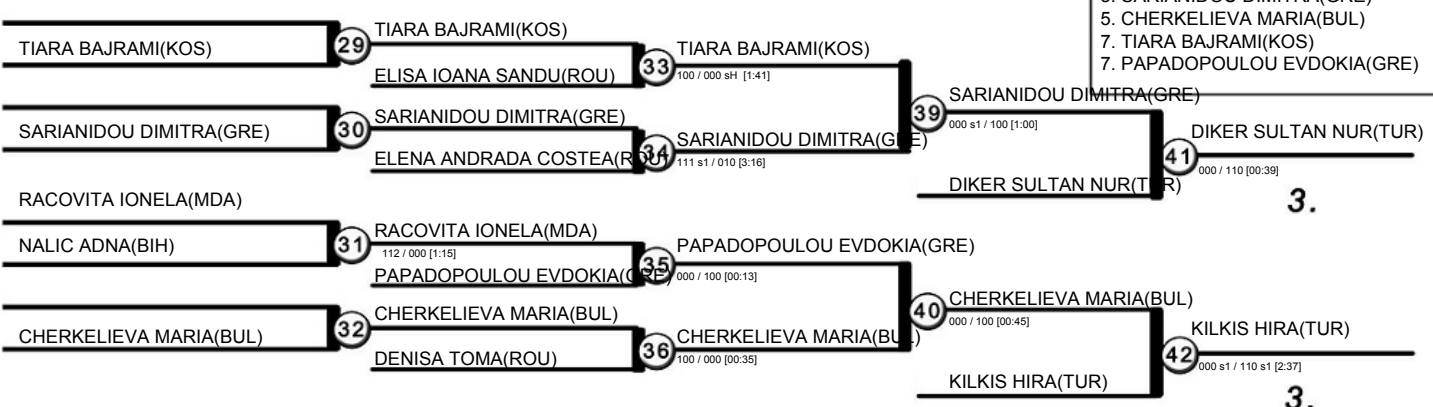 5. SARIANIDOU DIMITRA(GRE)
5. CHERKELIEVA MARIA(BUL)
7. TIARA BAJRAMI(KOS)
7. PAPADOPOULOU EVDOKIA(GRE)
TIARA BAJRAMI(KOS)
29
TIARA BAJRAMI(KOS)
ELISA IOANA SANDU(ROU)
33
TIARA BAJRAMI(KOS)
100 / 000 sH [1:41]
SARIANIDOU DIMITRA(GRE)
30
SARIANIDOU DIMITRA(GRE)
ELENA ANDRADA COSTEA(ROU)
34
SARIANIDOU DIMITRA(GRE)
111 s1 / 010 [3:16]
39
SARIANIDOU DIMITRA(GRE)
000 s1 / 100 [1:00]
DIKER SULTAN NUR(TUR)
41
DIKER SULTAN NUR(TUR)
000 / 110 [00:39]
3.
RACOVITA IONELA(MDA)
NALIC ADNA(BIH)
31
RACOVITA IONELA(MDA)
112 / 000 [1:15]
PAPADOPOULOU EVDOKIA(GRE)
35
PAPADOPOULOU EVDOKIA(GRE)
000 / 100 [00:13]
CHERKELIEVA MARIA(BUL)
32
CHERKELIEVA MARIA(BUL)
DENISA TOMA(ROU)
36
CHERKELIEVA MARIA(BUL)
100 / 000 [00:35]
40
CHERKELIEVA MARIA(BUL)
000 / 100 [00:45]
KILKIS HIRA(TUR)
42
KILKIS HIRA(TUR)
000 s1 / 110 s1 [2:37]
3.